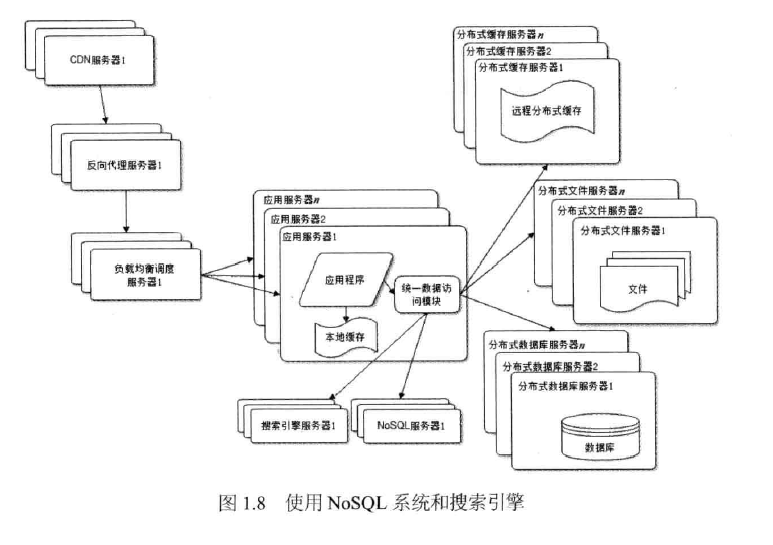 CDN服务器1
反向代理服务器1
负载均衡调度
服务器1
应用服务器n
应用服务器2
应用服务器1
应用程序
统一数据访
问模块
本地缓存
分布式缓存服务器n
分布式缓存服务器2
分布式缓存服务器1
远程分布式缓存
分布式文件服务器n
分布式文件服务器2
分布式文件服务器1
文件
分布式数据库服务器n
分布式数据库服务器2
分布式数据库服务器1
数据库
搜索引擎服务器1
NoSQL服务器1
图 1.8 使用 NoSQL 系统和搜索引擎